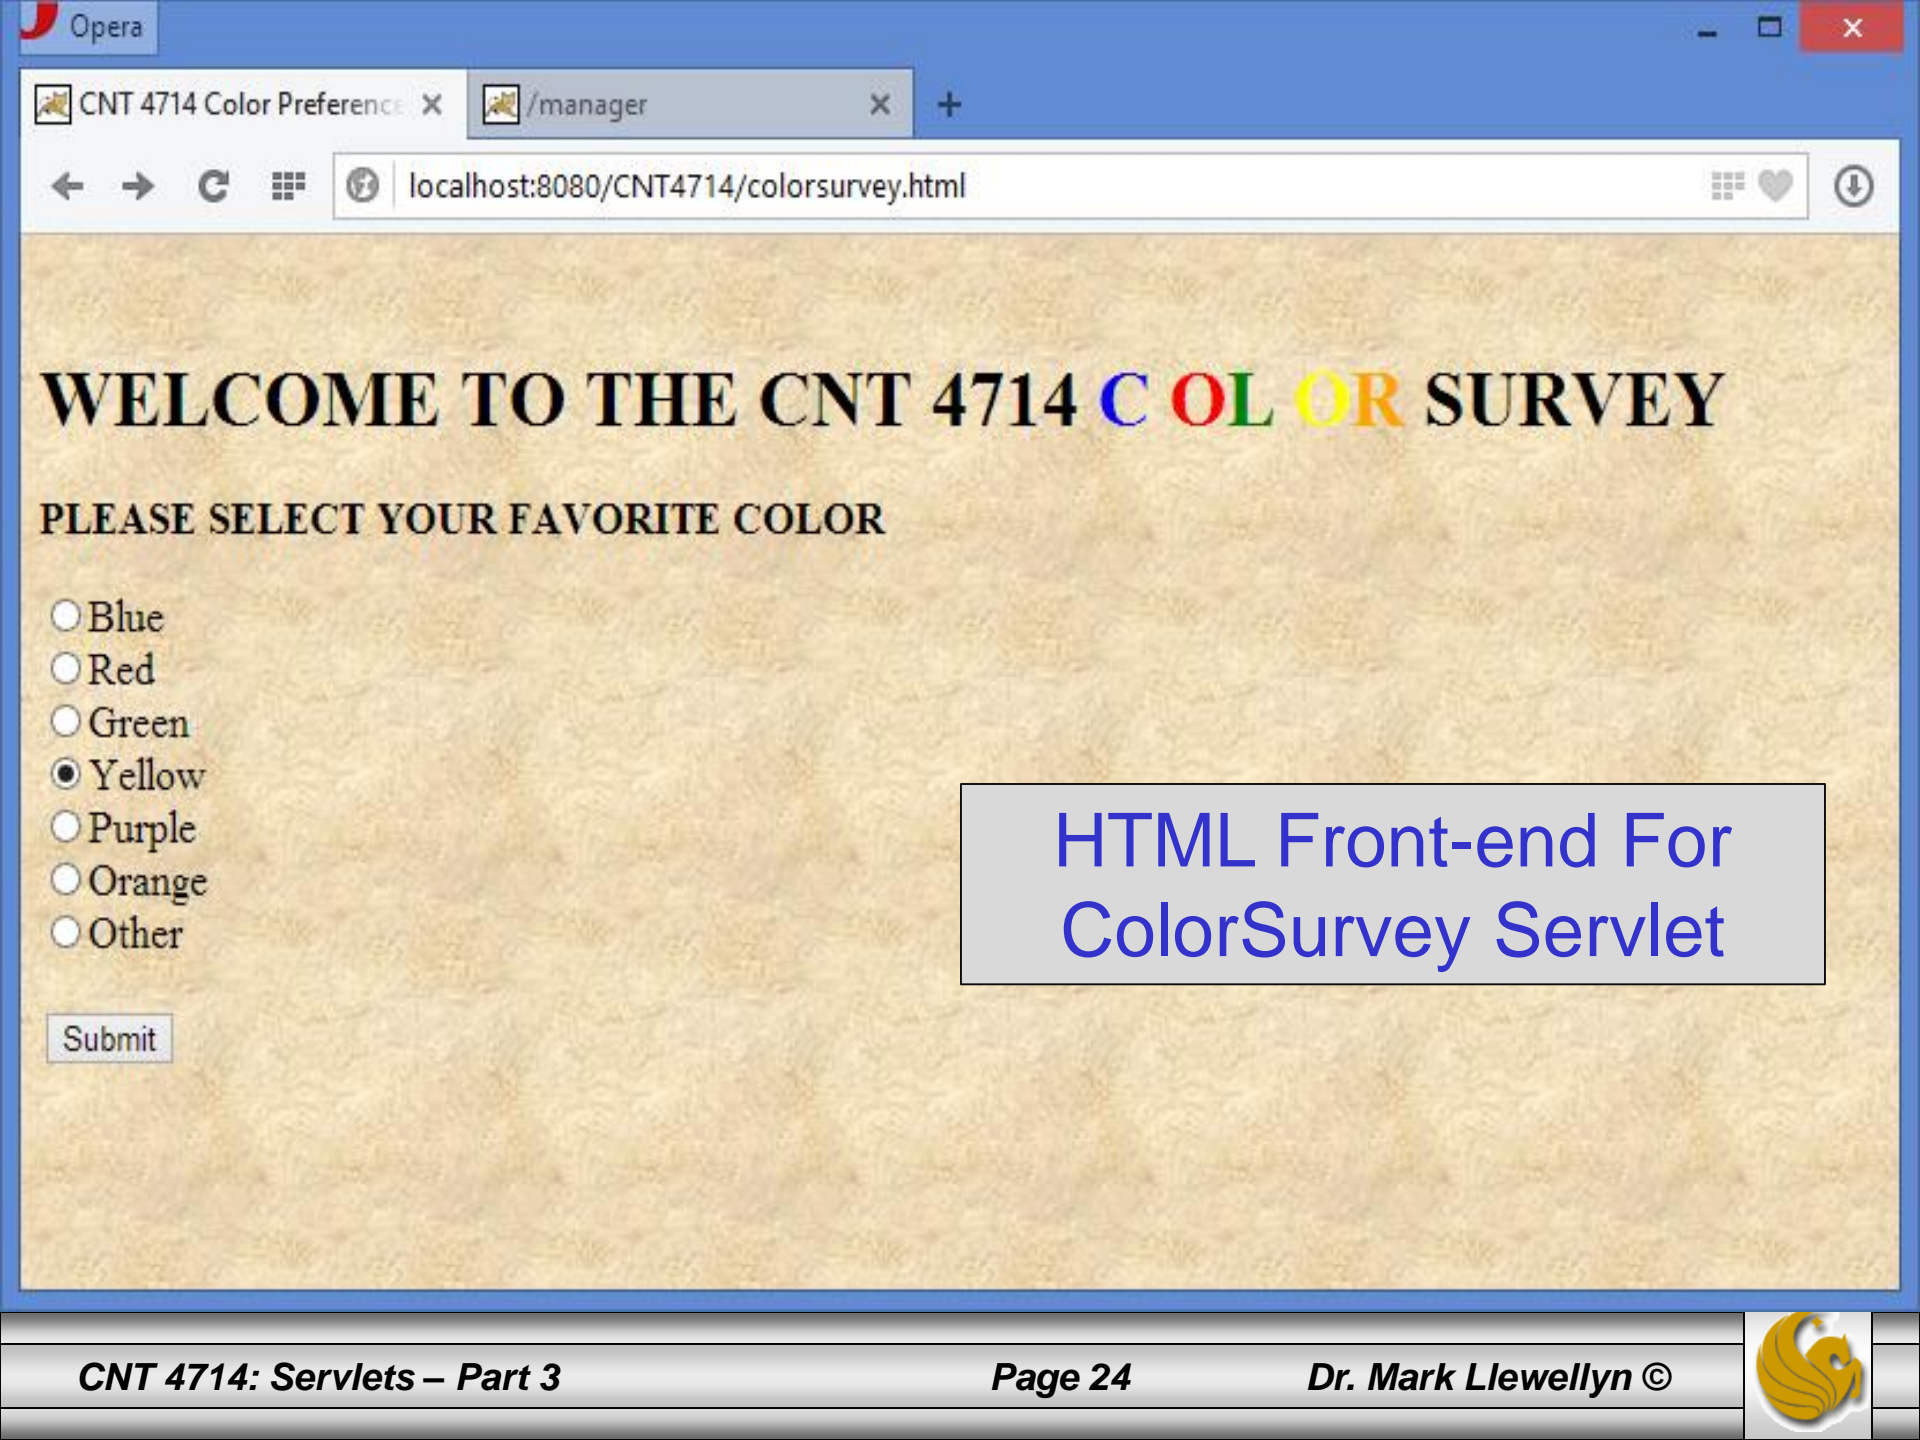 Opera
CNT 4714 Color Preference
/manager
localhost:8080/CNT4714/colorsurvey.html
WELCOME TO THE CNT 4714 C OL OR SURVEY
PLEASE SELECT YOUR FAVORITE COLOR
Blue
Red
Green
Yellow
Purple
Orange
Other
HTML Front-end For
ColorSurvey Servlet
Submit
CNT 4714: Servlets – Part 3
Page 24
Dr. Mark Llewellyn ©